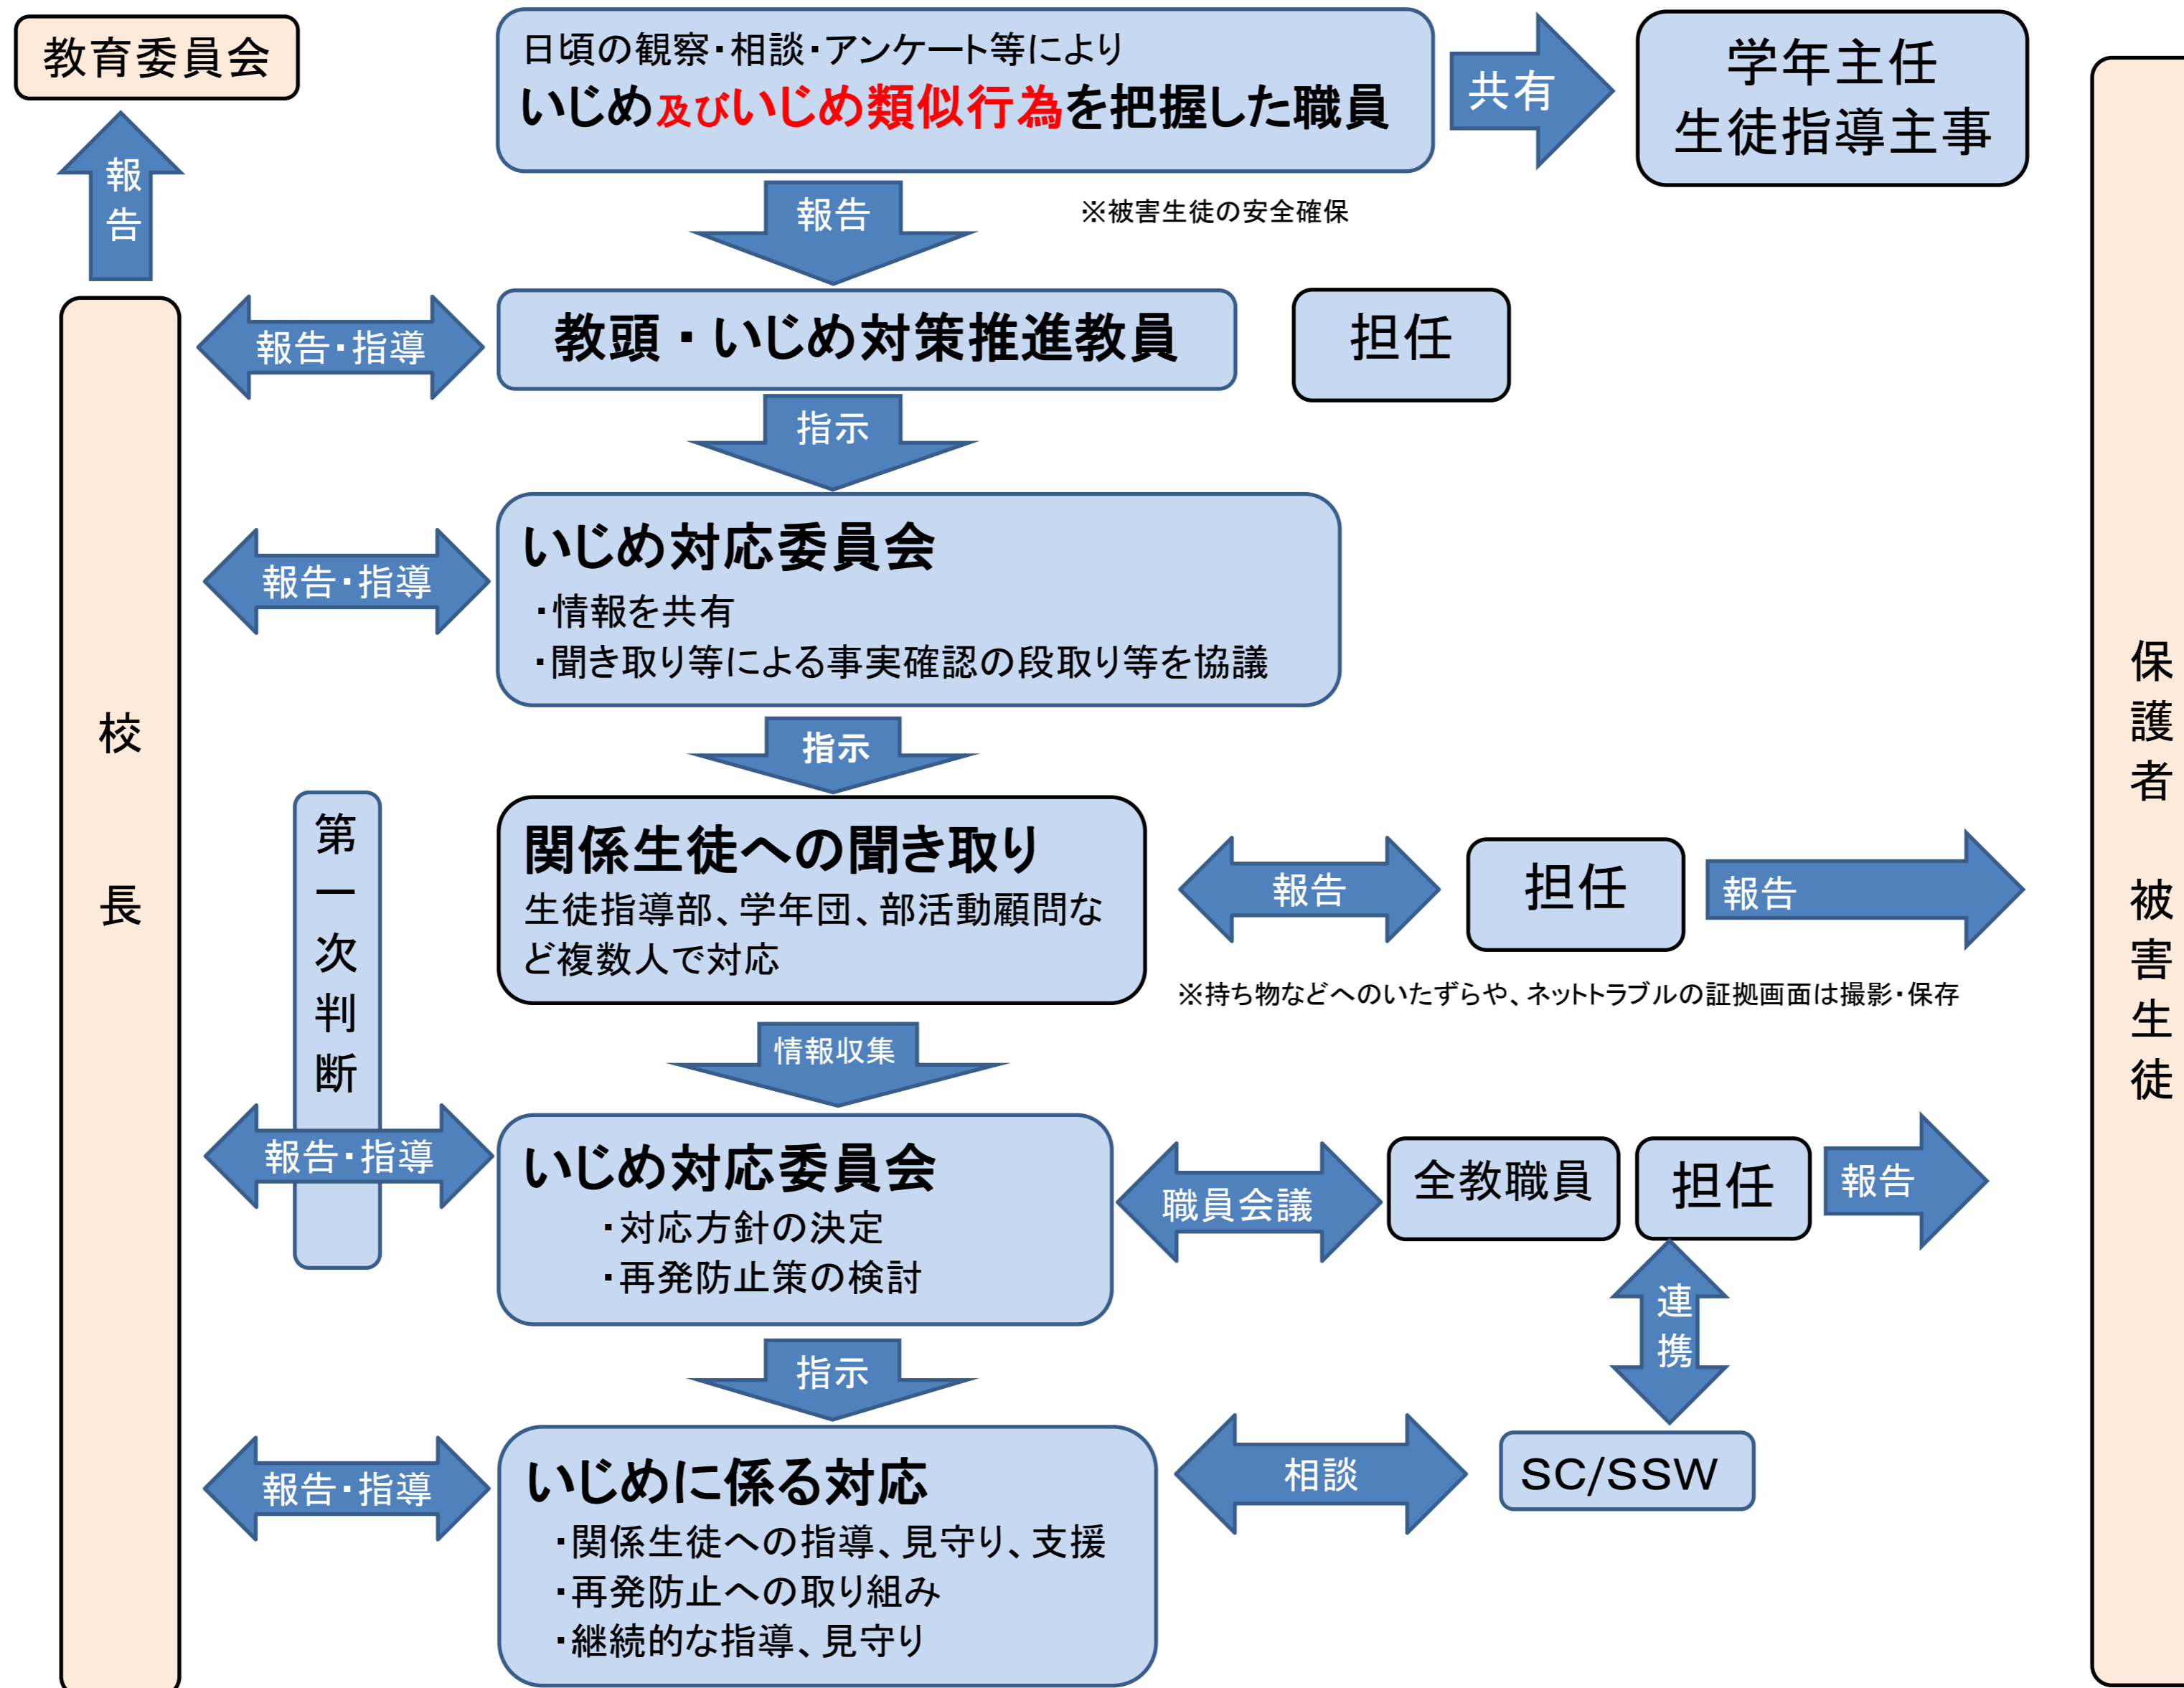 教育委員会
日頃の観察・相談・アンケート等により
いじめ及びいじめ類似行為を把握した職員
共有
学年主任
生徒指導主事
報告
報告
※被害生徒の安全確保
報告・指導
教頭・いじめ対策推進教員
担任
指示
報告・指導
いじめ対応委員会
・情報を共有
・聞き取り等による事実確認の段取り等を協議
校長
保護者 被害生徒
指示
第一次判断
関係生徒への聞き取り
生徒指導部、学年団、部活動顧問な
ど複数人で対応
報告
担任
報告
※持ち物などへのいたずらや、ネットトラブルの証拠画面は撮影・保存
情報収集
報告・指導
いじめ対応委員会
・対応方針の決定
・再発防止策の検討
職員会議
全教職員
担任
報告
連携
指示
報告・指導
いじめに係る対応
・関係生徒への指導、見守り、支援
・再発防止への取り組み
・継続的な指導、見守り
相談
SC/SSW